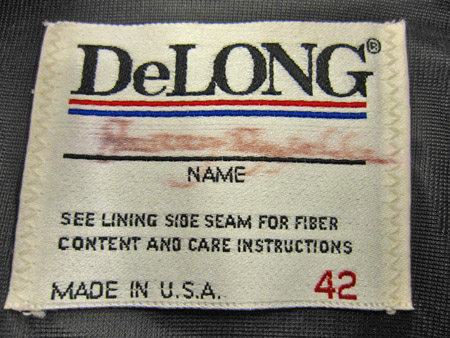 DeLONG®
NAME
SEE LINING SIDE SEAM FOR FIBER
CONTENT AND CARE INSTRUCTIONS
MADE IN U.S.A. 42